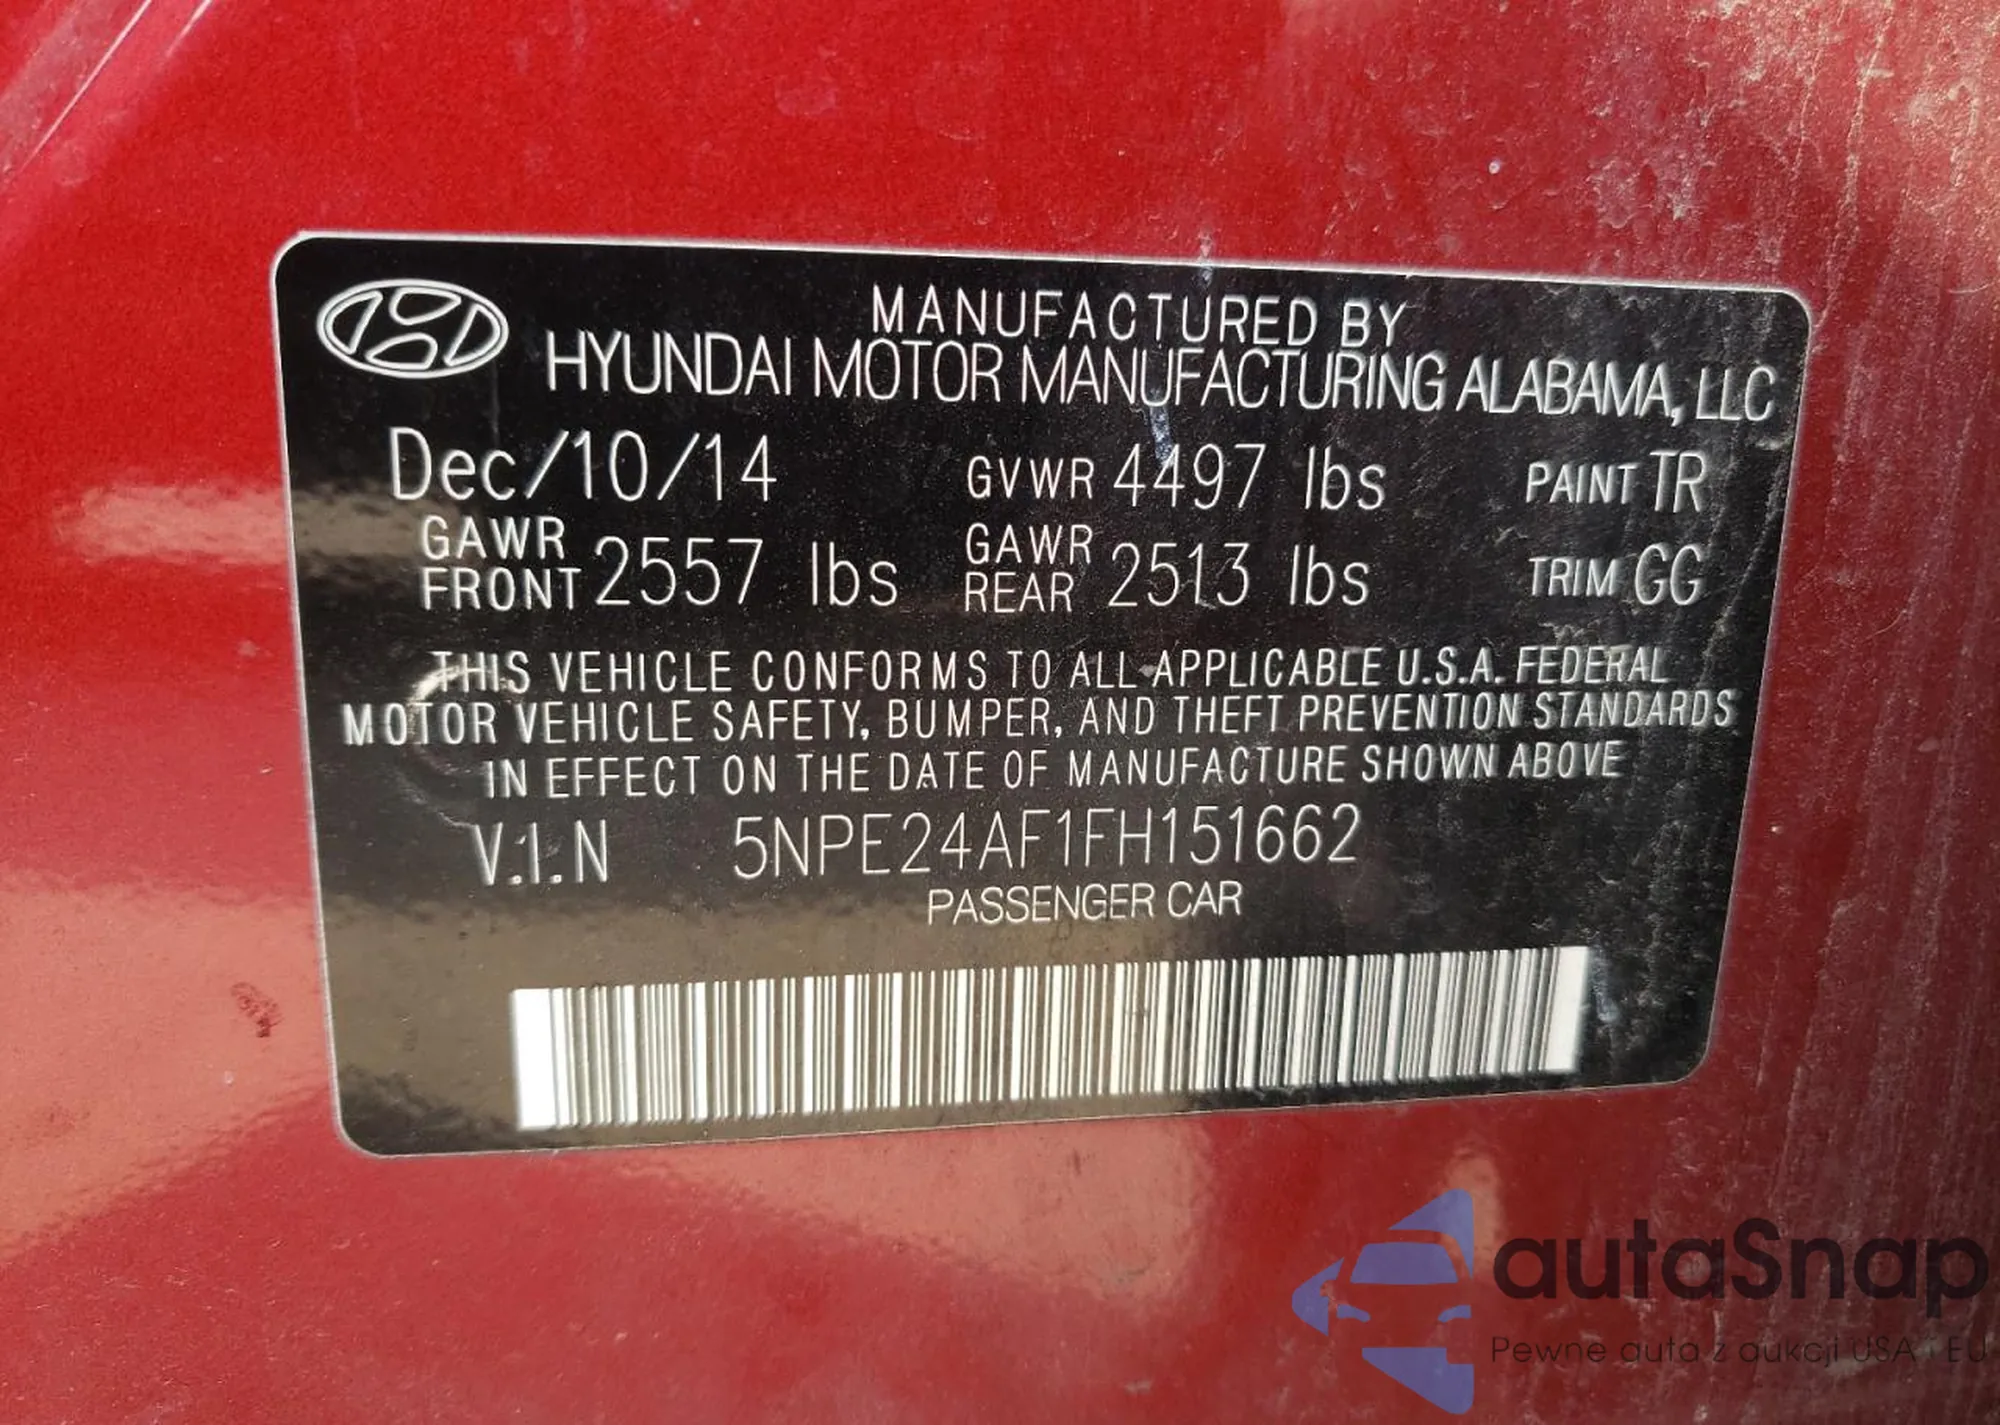 MANUFACTURED BY
HYUNDAI MOTOR MANUFACTURING ALABAMA, LLC
Dec/10/14 GVWR 4497 lbs PAINT TR
GAWR FRONT 2557 lbs GAWR REAR 2513 lbs TRIM GG
THIS VEHICLE CONFORMS TO ALL APPLICABLE U.S.A. FEDERAL
MOTOR VEHICLE SAFETY, BUMPER, AND THEFT PREVENTION STANDARDS
IN EFFECT ON THE DATE OF MANUFACTURE SHOWN ABOVE
V.I.N 5NPE24AF1FH151662
PASSENGER CAR
autaSnap
Pewne auta z aukcji USA i EU